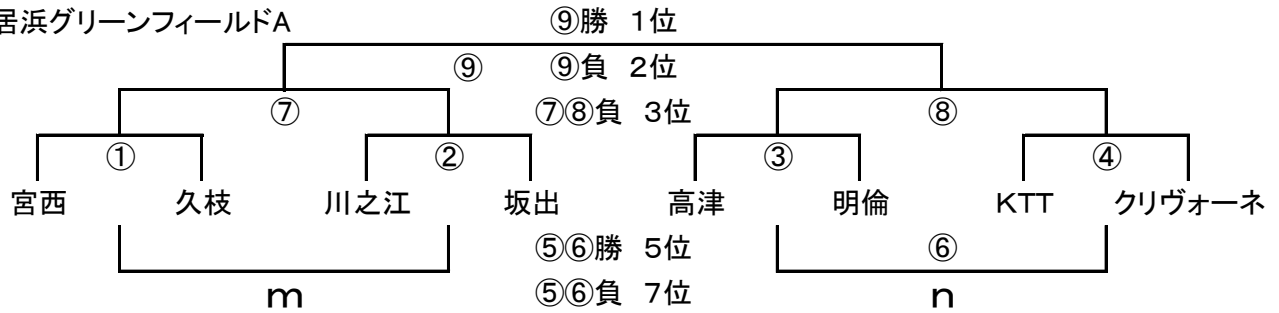 居浜グリーンフィールドA
⑨勝 1位
⑨ ⑨負 2位
⑦ ⑦⑧負 3位 ⑧
① ② ③ ④
宮西 久枝 川之江 坂出 高津 明倫 KTT クリヴォーネ
⑤⑥勝 5位 ⑥
m ⑤⑥負 7位 n